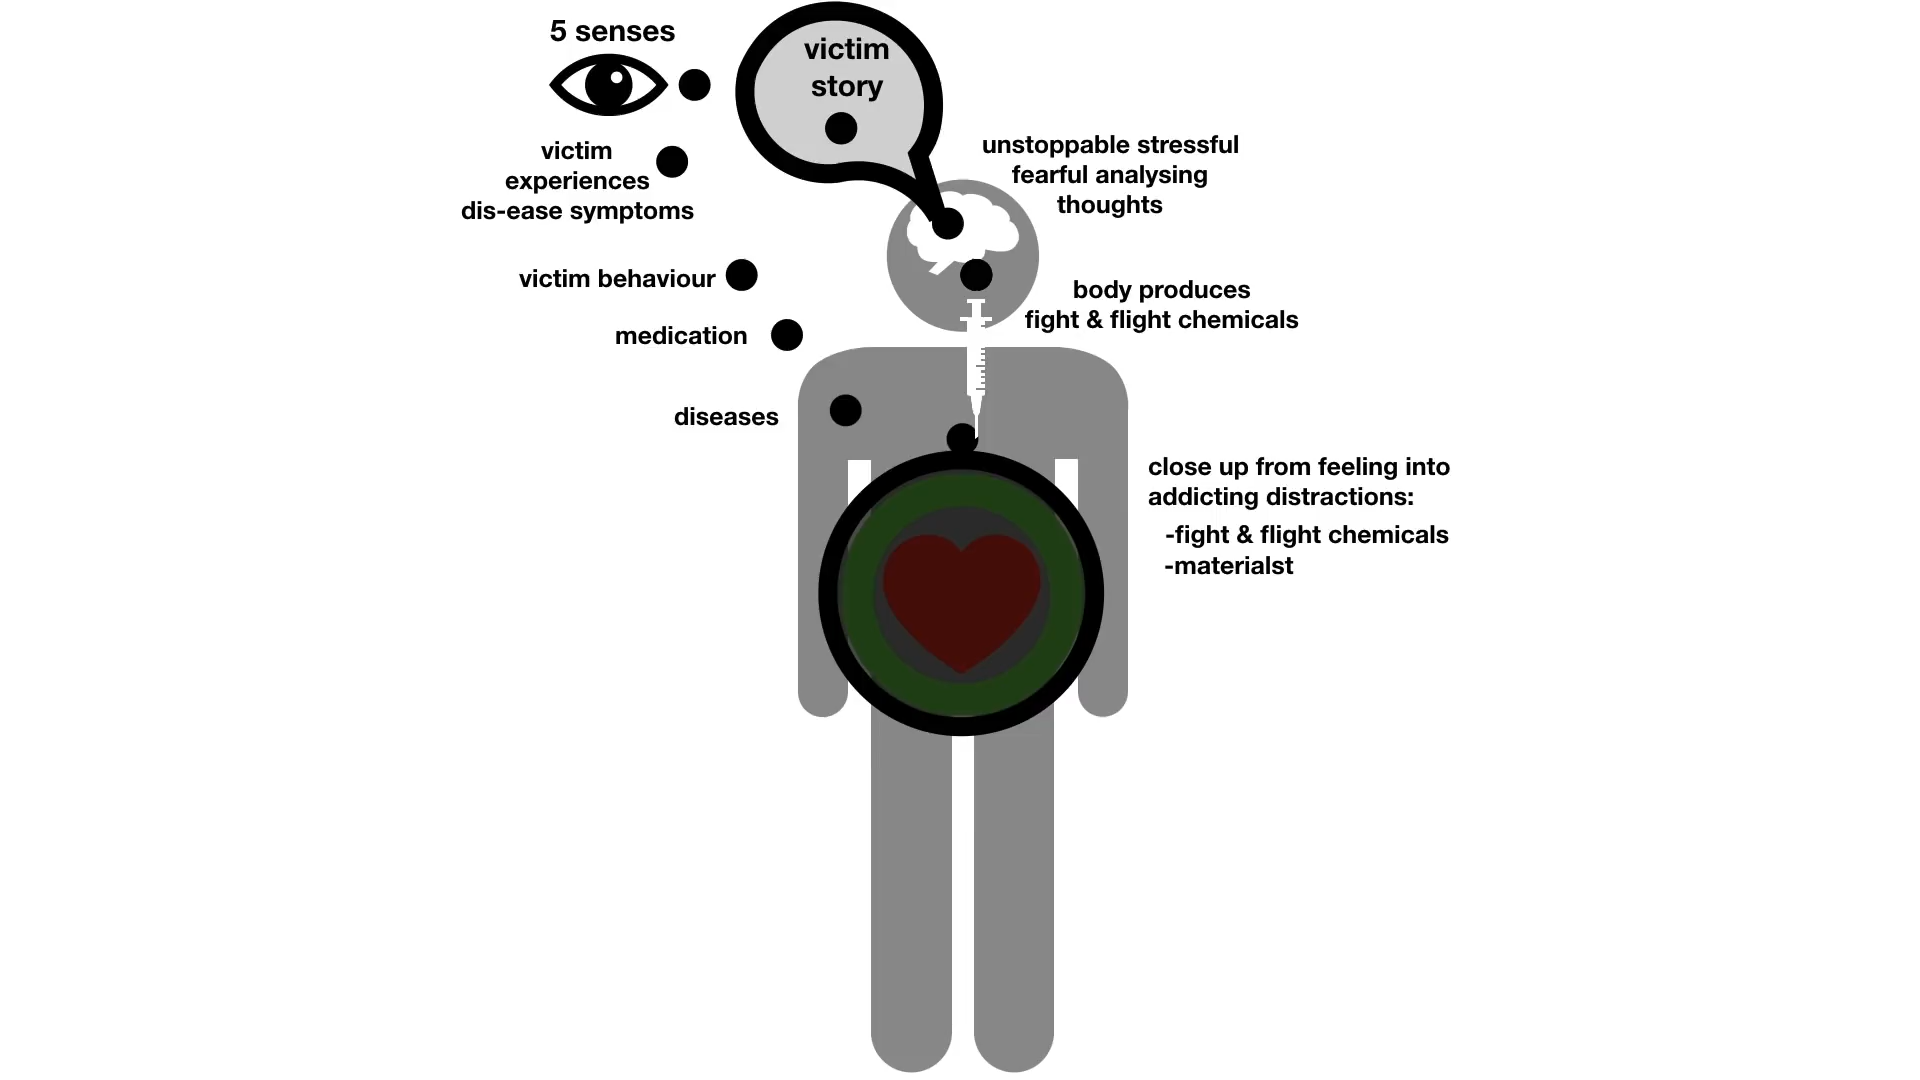 5 senses
victim
story
victim
experiences
dis-ease symptoms
unstoppable stressful
fearful analysing
thoughts
victim behaviour
body produces
fight & flight chemicals
medication
diseases
close up from feeling into
addicting distractions:
-fight & flight chemicals
-materialst